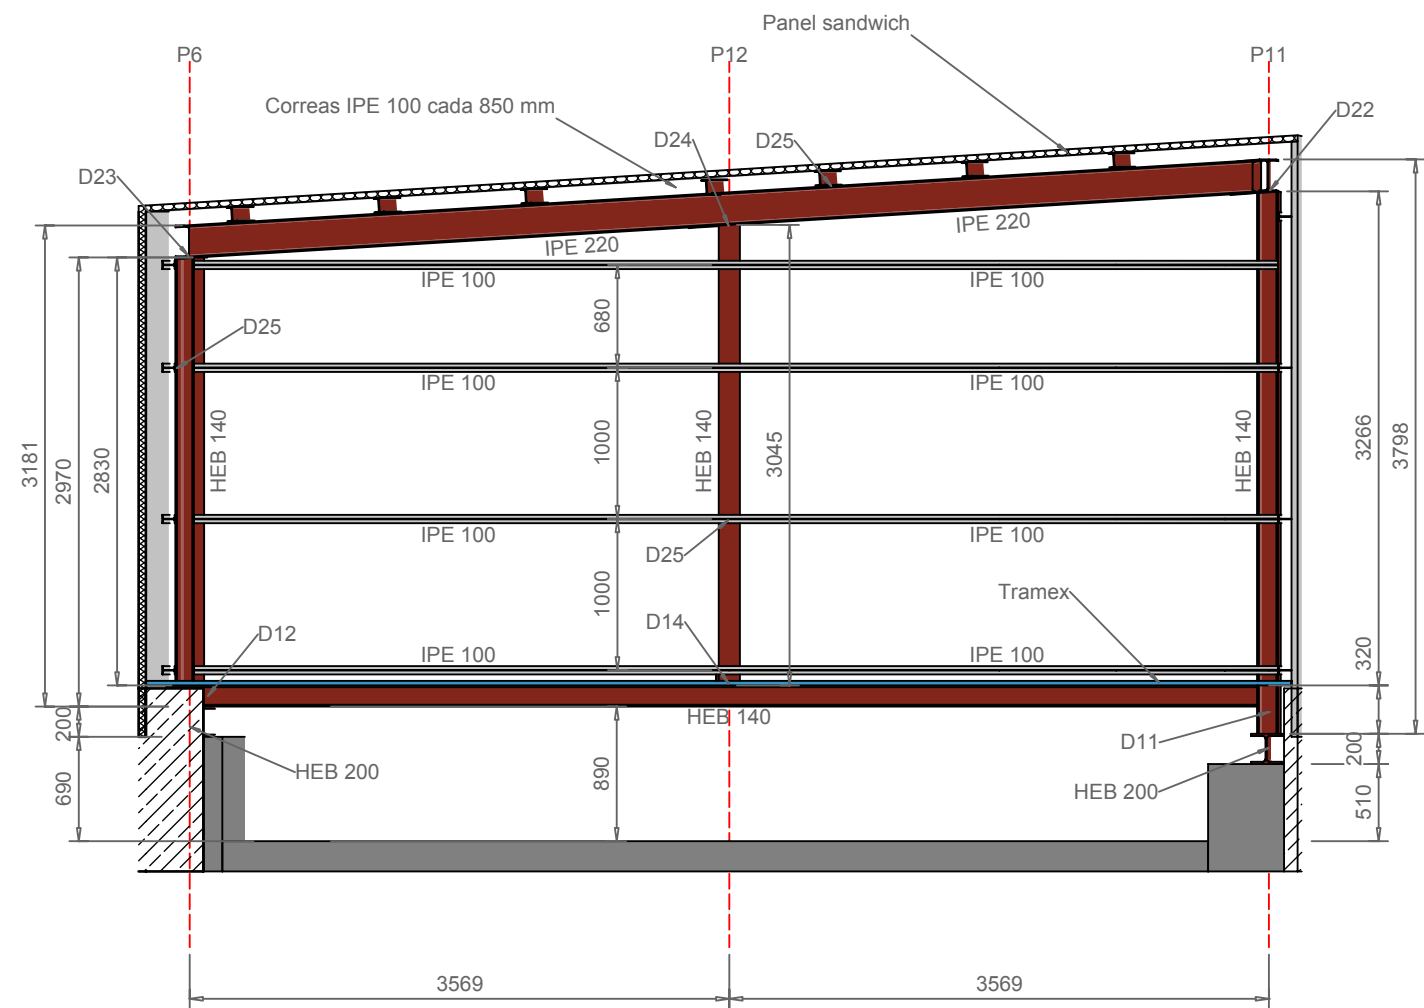 Panel sandwich
P6
P12
P11
Correas IPE 100 cada 850 mm
D22
D24
D25
D23
IPE 220
IPE 220
IPE 100
IPE 100
680
D25
IPE 100
IPE 100
3181
2970
2830
HEB 140
1000
HEB 140
3045
HEB 140
3266
3798
IPE 100
IPE 100
D25
1000
Tramex
D14
D12
IPE 100
IPE 100
320
HEB 140
200
D11
200
HEB 200
890
HEB 200
690
510
3569
3569